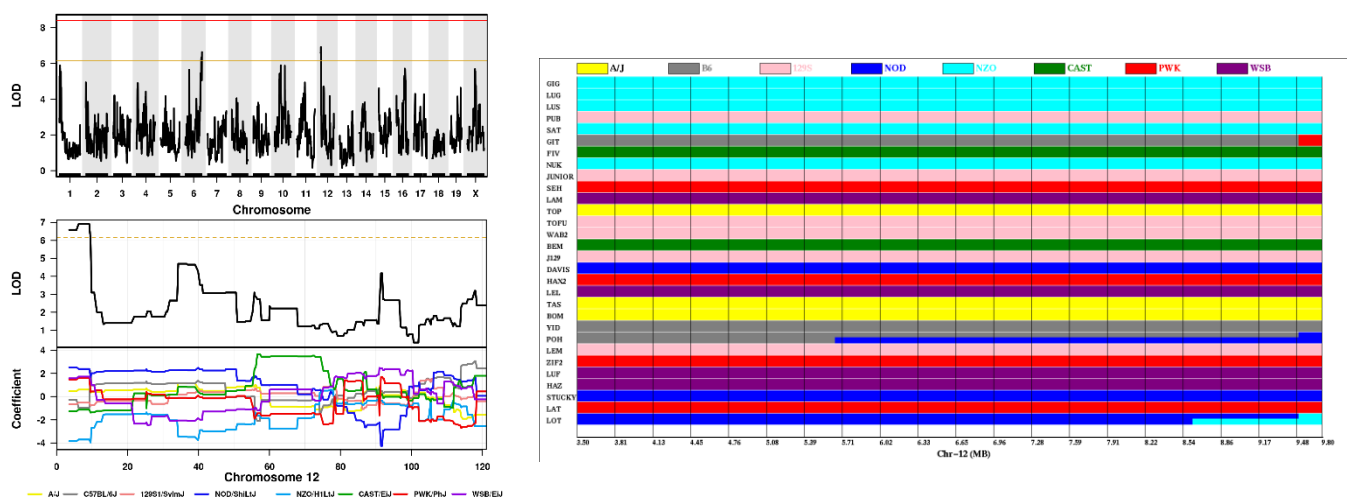 LOD
8
6
4
2
0
1 2 3 4 5 6 7 8 9 10 11 12 13 14 15 16 17 18 19 X
Chromosome
LOD
7
6
5
4
3
2
1
Coefficient
4
2
0
-2
-4
0 20 40 60 80 100 120
Chromosome 12
A/J C57BL/6J 129S1/SvImJ NOD/ShiLtJ NZO/H1LtJ CAST/EiJ PWK/PhJ WSB/EiJ
A/J B6 129S NOD NZO CAST PWK WSB
GIG
LUG
LUS
PUB
SAT
GIT
FIV
NUK
JUNIOR
SEH
LAM
TOP
TOFU
WAB2
BEM
J129
DAVIS
HAX2
LEL
TAS
BOM
YID
POH
LEM
ZIF2
LUF
HAZ
STUCKY
LAT
LOT
3.50 3.81 4.13 4.45 4.76 5.08 5.39 5.71 6.02 6.33 6.65 6.96 7.28 7.59 7.91 8.22 8.54 8.86 9.17 9.48 9.80
Chr-12 (MB)